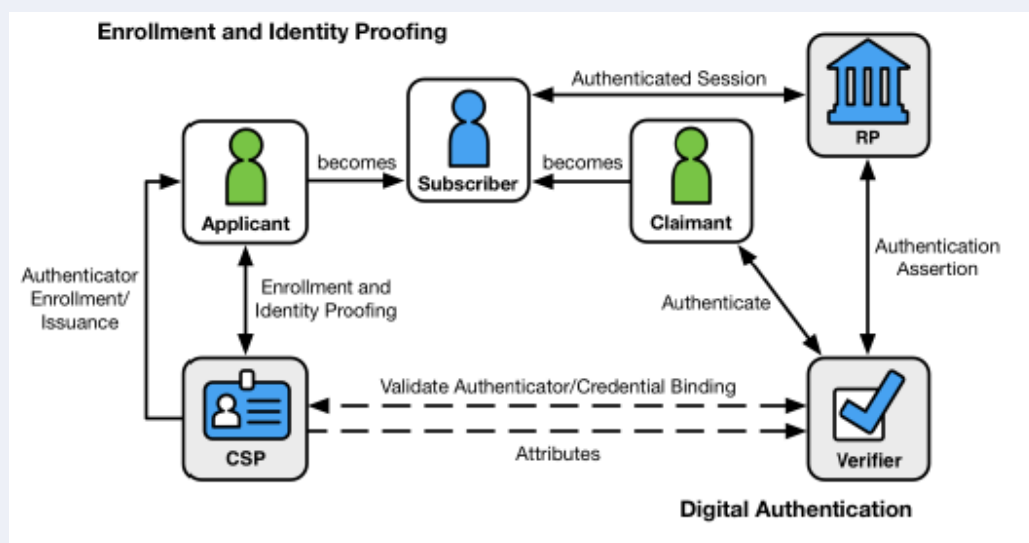 Enrollment and Identity Proofing
Authenticated Session
RP
becomes
Subscriber
becomes
Applicant
Claimant
Authenticator
Enrollment/
Issuance
Enrollment and
Identity Proofing
Authenticate
Authentication
Assertion
Validate Authenticator/Credential Binding
Attributes
CSP
Verifier
Digital Authentication